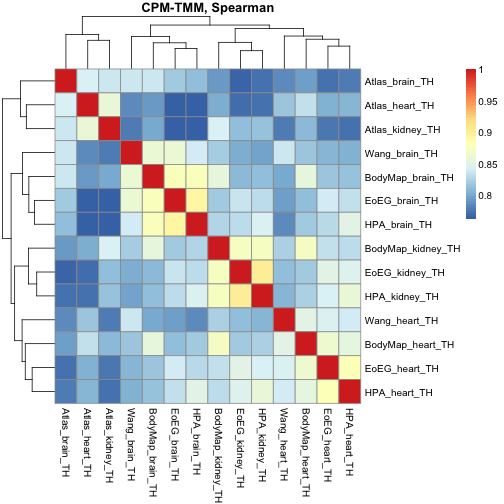 CPM-TMM, Spearman
Atlas_brain_TH
Atlas_heart_TH
Atlas_kidney_TH
Wang_brain_TH
BodyMap_brain_TH
EoEG_brain_TH
HPA_brain_TH
BodyMap_kidney_TH
EoEG_kidney_TH
HPA_kidney_TH
Wang_heart_TH
BodyMap_heart_TH
EoEG_heart_TH
HPA_heart_TH
1
0.95
0.9
0.85
0.8
Atlas_brain_TH
Atlas_heart_TH
Atlas_kidney_TH
Wang_brain_TH
BodyMap_brain_TH
EoEG_brain_TH
HPA_brain_TH
BodyMap_kidney_TH
EoEG_kidney_TH
HPA_kidney_TH
Wang_heart_TH
BodyMap_heart_TH
EoEG_heart_TH
HPA_heart_TH